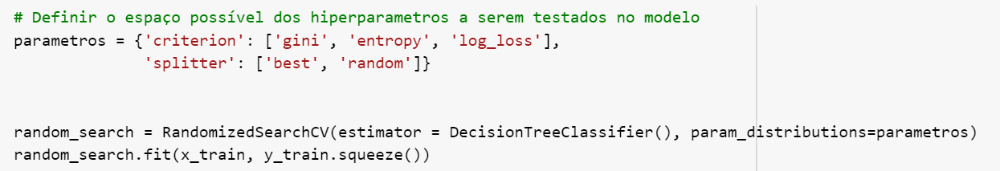 # Definir o espaço possível dos hiperparametros a serem testados no modelo
parametros = {'criterion': ['gini', 'entropy', 'log_loss'],
              'splitter': ['best', 'random']}
random_search = RandomizedSearchCV(estimator = DecisionTreeClassifier(), param_distributions=parametros)
random_search.fit(x_train, y_train.squeeze())